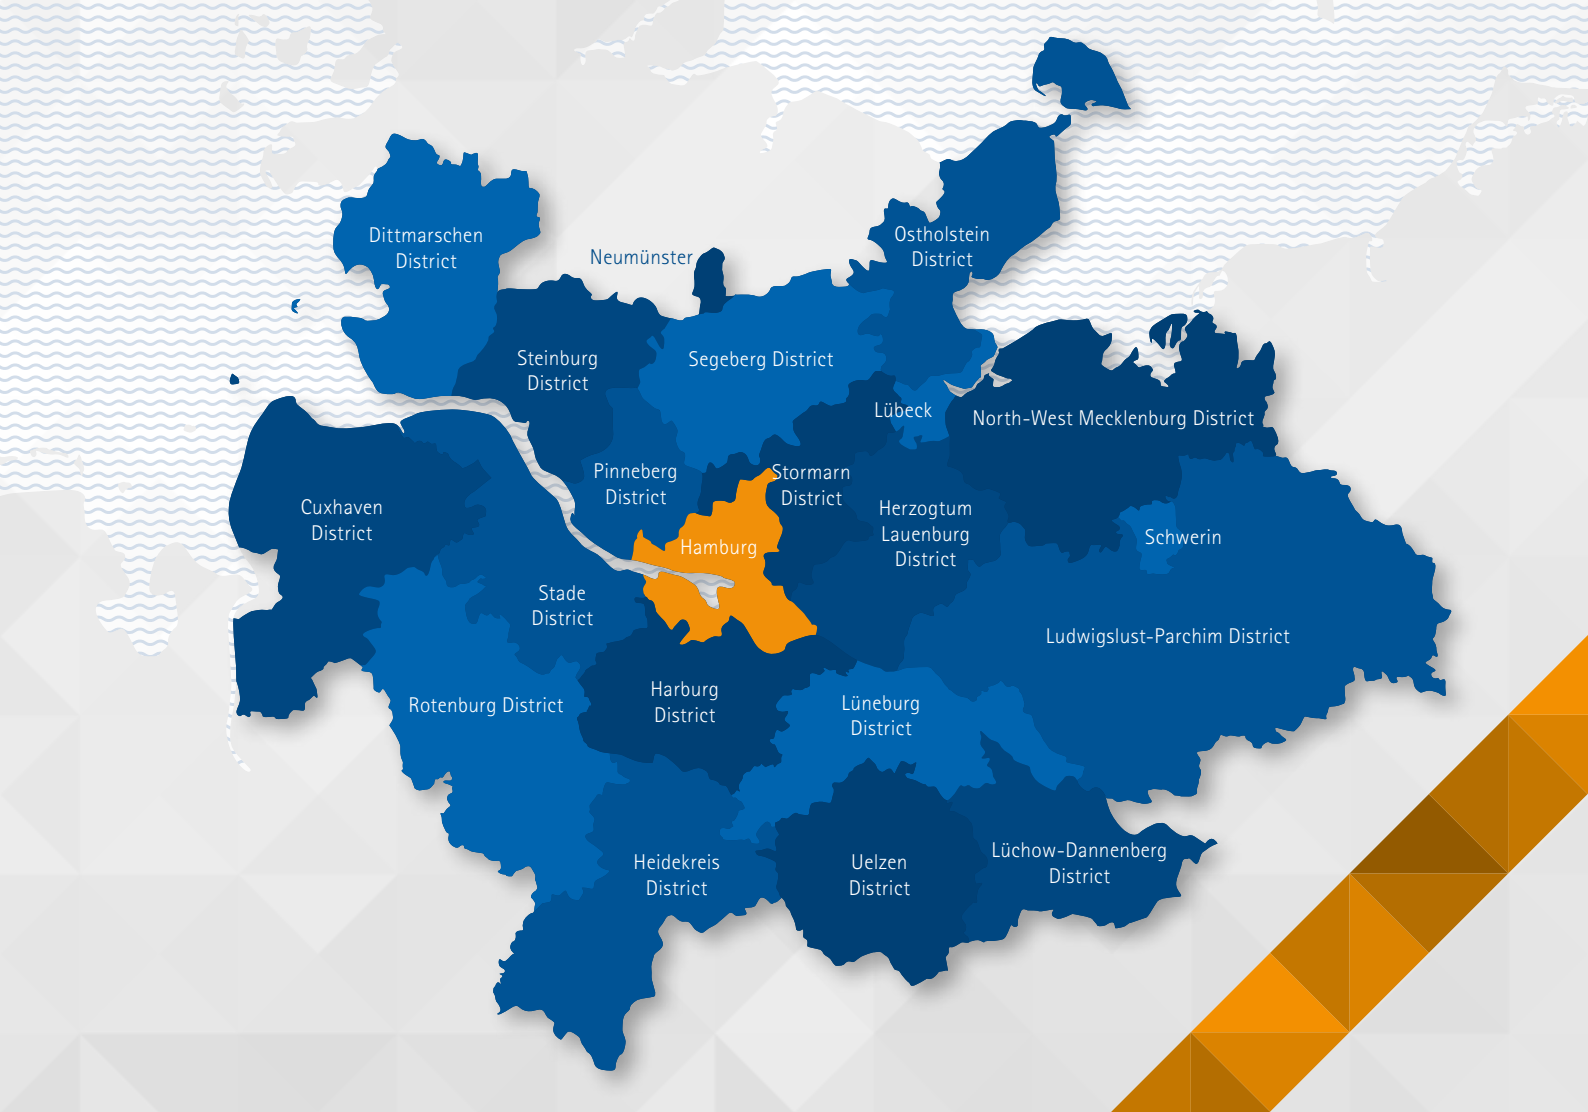 Dittmarschen
District
Neumünster
Ostholstein
District
Steinburg
District
Segeberg District
Lübeck
North-West Mecklenburg District
Pinneberg
District
Stormarn
District
Cuxhaven
District
Herzogtum
Lauenburg
District
Schwerin
Hamburg
Stade
District
Ludwigslust-Parchim District
Harburg
District
Rotenburg District
Lüneburg
District
Heidekreis
District
Uelzen
District
Lüchow-Dannenberg
District